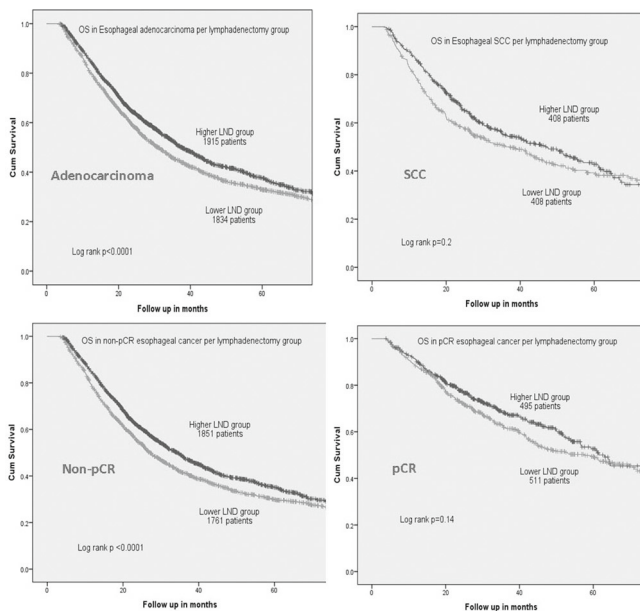 OS in Esophageal adenocarcinoma per lymphadenectomy group
1.0
0.8
0.6
0.4
0.2
0.0
Cum Survival
Higher LND group
1915 patients
Adenocarcinoma
Lower LND group
1834 patients
Log rank p<0.0001
0
20
40
60
Follow up in months
OS in Esophageal SCC per lymphadenectomy group
1.0
0.8
0.6
0.4
0.2
0.0
Cum Survival
Higher LND group
408 patients
SCC
Lower LND group
408 patients
Log rank p=0.2
0
20
40
60
Follow up in months
OS in non-pCR esophageal cancer per lymphadenectomy group
1.0
0.8
0.6
0.4
0.2
0.0
Cum Survival
Higher LND group
1851 patients
Non-pCR
Lower LND group
1761 patients
Log rank p <0.0001
0
20
40
60
Follow up in months
OS in pCR esophageal cancer per lymphadenectomy group
1.0
0.8
0.6
0.4
0.2
0.0
Cum Survival
Higher LND group
495 patients
pCR
Lower LND group
511 patients
Log rank p=0.14
0
20
40
60
Follow up in months